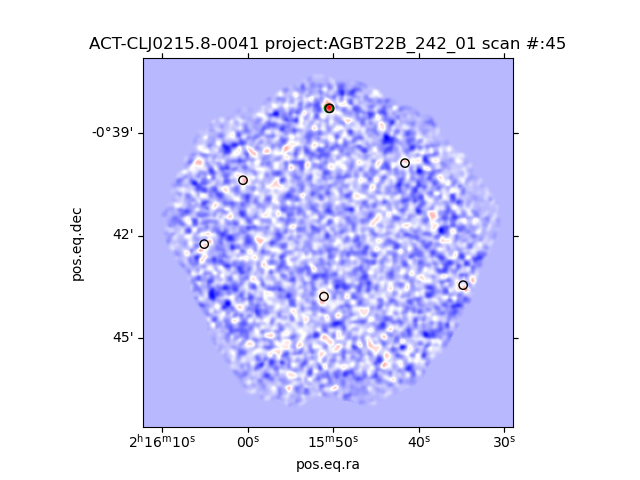 ACT-CLJ0215.8-0041 project:AGBT22B_242_01 scan #:45
-0°39'
42'
45'
pos.eq.dec
2ʰ16ᵐ10ˢ 00ˢ 15ᵐ50ˢ 40ˢ 30ˢ
pos.eq.ra